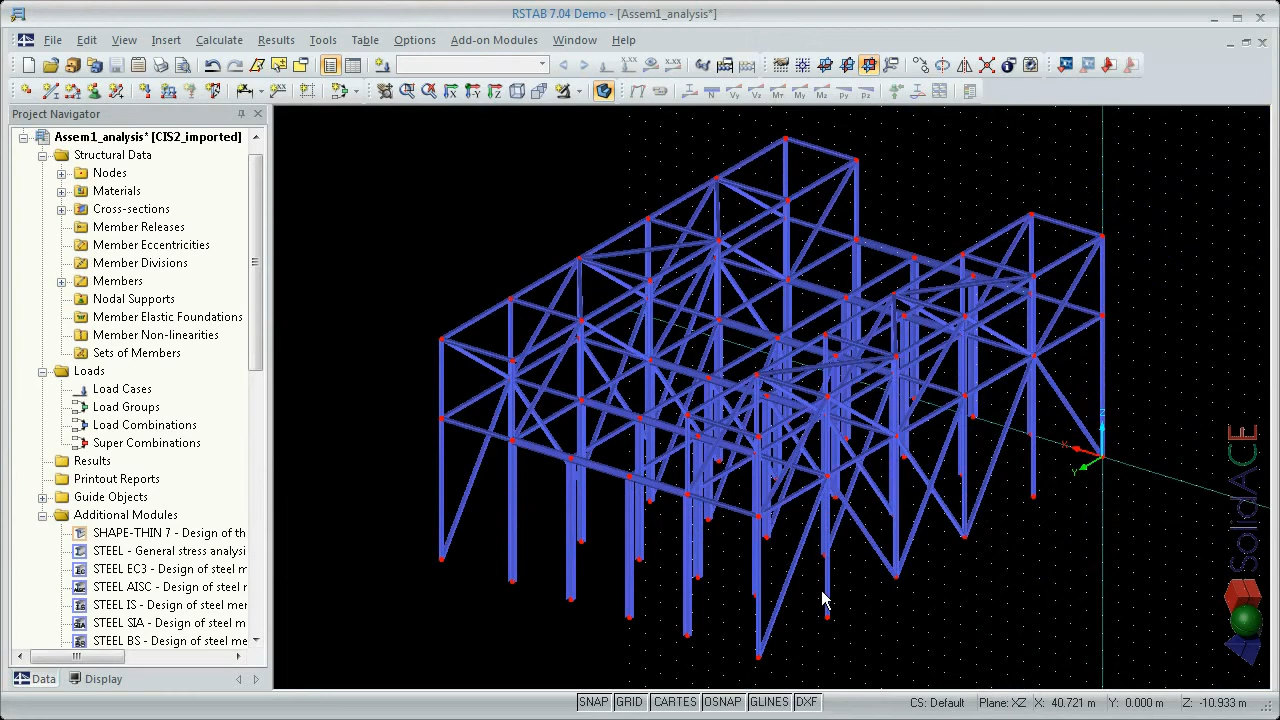 RSTAB 7.04 Demo - [Assem1_analysis*]
File Edit View Insert Calculate Results Tools Table Options Add-on Modules Window Help
x.xx x.xx
Project Navigator
Assem1_analysis* [CIS2_imported]
Structural Data
Nodes
Materials
Cross-sections
Member Releases
Member Eccentricities
Member Divisions
Members
Nodal Supports
Member Elastic Foundations
Member Non-linearities
Sets of Members
Loads
Load Cases
Load Groups
Load Combinations
Super Combinations
Results
Printout Reports
Guide Objects
Additional Modules
SHAPE-THIN 7 - Design of th
STEEL - General stress analysi
STEEL EC3 - Design of steel m
STEEL AISC - Design of steel r
STEEL IS - Design of steel mer
STEEL SIA - Design of steel me
STEEL BS - Design of steel me
Data Display
Z
X
Y
SolidACE
SNAP GRID CARTES OSNAP GLINES DXF CS: Default Plane: XZ X: 40.721 m Y: 0.000 m Z: -10.933 m